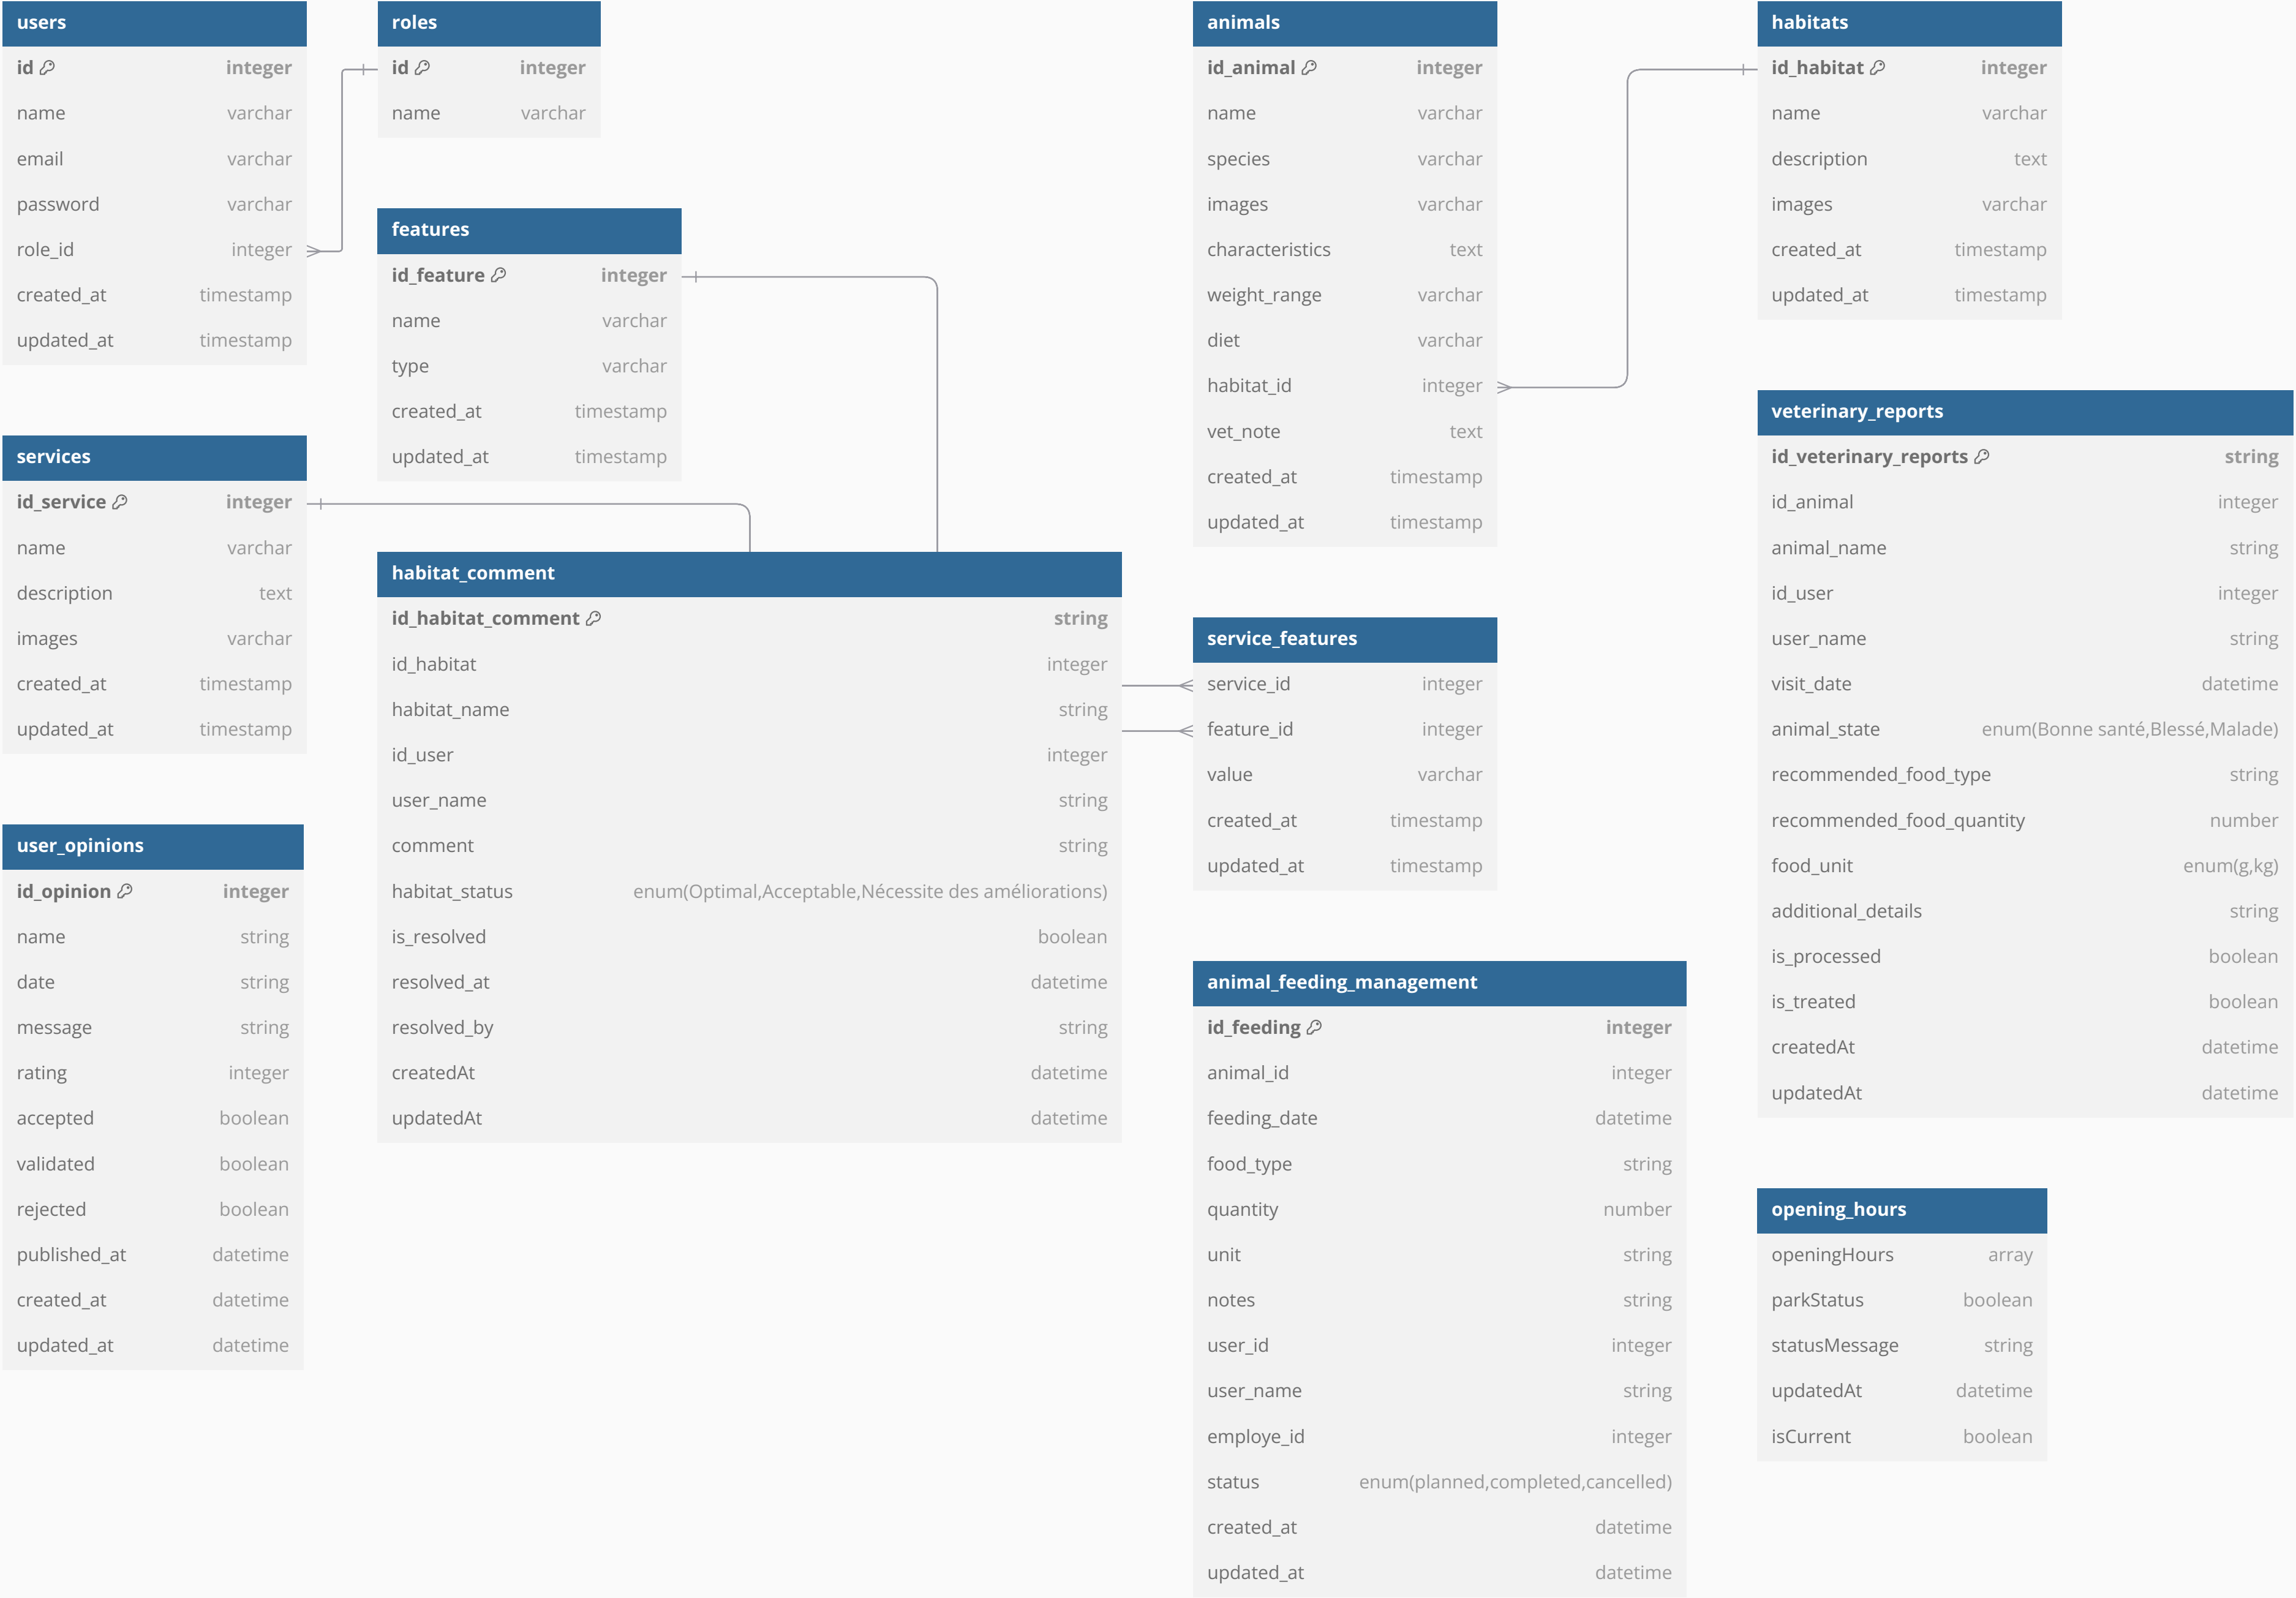 users
id integer
name varchar
email varchar
password varchar
role_id integer
created_at timestamp
updated_at timestamp
roles
id integer
name varchar
features
id_feature integer
name varchar
type varchar
created_at timestamp
updated_at timestamp
services
id_service integer
name varchar
description text
images varchar
created_at timestamp
updated_at timestamp
user_opinions
id_opinion integer
name string
date string
message string
rating integer
accepted boolean
validated boolean
rejected boolean
published_at datetime
created_at datetime
updated_at datetime
habitat_comment
id_habitat_comment string
id_habitat integer
habitat_name string
id_user integer
user_name string
comment string
habitat_status enum(Optimal,Acceptable,Nécessite des améliorations)
is_resolved boolean
resolved_at datetime
resolved_by string
createdAt datetime
updatedAt datetime
animals
id_animal integer
name varchar
species varchar
images varchar
characteristics text
weight_range varchar
diet varchar
habitat_id integer
vet_note text
created_at timestamp
updated_at timestamp
service_features
service_id integer
feature_id integer
value varchar
created_at timestamp
updated_at timestamp
animal_feeding_management
id_feeding integer
animal_id integer
feeding_date datetime
food_type string
quantity number
unit string
notes string
user_id integer
user_name string
employe_id integer
status enum(planned,completed,cancelled)
created_at datetime
updated_at datetime
habitats
id_habitat integer
name varchar
description text
images varchar
created_at timestamp
updated_at timestamp
veterinary_reports
id_veterinary_reports string
id_animal integer
animal_name string
id_user integer
user_name string
visit_date datetime
animal_state enum(Bonne santé,Blessé,Malade)
recommended_food_type string
recommended_food_quantity number
food_unit enum(g,kg)
additional_details string
is_processed boolean
is_treated boolean
createdAt datetime
updatedAt datetime
opening_hours
openingHours array
parkStatus boolean
statusMessage string
updatedAt datetime
isCurrent boolean